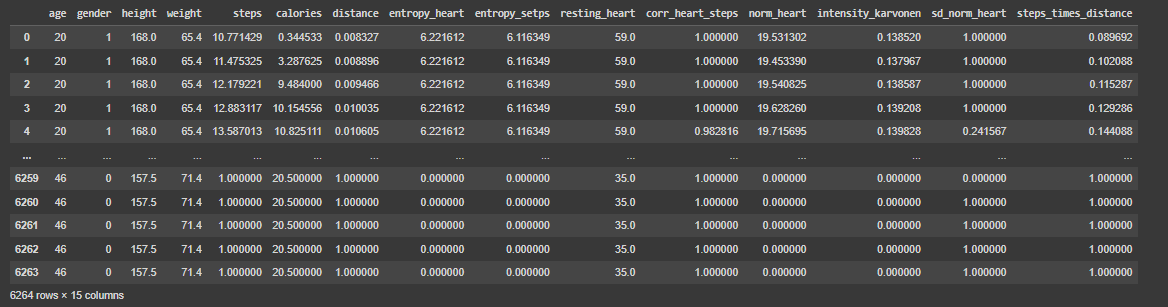 age gender height weight steps calories distance entropy_heart entropy_setps resting_heart corr_heart_steps norm_heart intensity_karvonen sd_norm_heart steps_times_distance
0 20 1 168.0 65.4 10.771429 0.344533 0.008327 6.221612 6.116349 59.0 1.000000 19.531302 0.138520 1.000000 0.089692
1 20 1 168.0 65.4 11.475325 3.287625 0.008896 6.221612 6.116349 59.0 1.000000 19.453390 0.137967 1.000000 0.102088
2 20 1 168.0 65.4 12.179221 9.484000 0.009466 6.221612 6.116349 59.0 1.000000 19.540825 0.138587 1.000000 0.115287
3 20 1 168.0 65.4 12.883117 10.154556 0.010035 6.221612 6.116349 59.0 1.000000 19.628260 0.139208 1.000000 0.129286
4 20 1 168.0 65.4 13.587013 10.825111 0.010605 6.221612 6.116349 59.0 0.982816 19.715695 0.139828 0.241567 0.144088
... ... ... ... ... ... ... ... ... ... ... ... ... ... ... ...
6259 46 0 157.5 71.4 1.000000 20.500000 1.000000 0.000000 0.000000 35.0 1.000000 0.000000 0.000000 0.000000 1.000000
6260 46 0 157.5 71.4 1.000000 20.500000 1.000000 0.000000 0.000000 35.0 1.000000 0.000000 0.000000 1.000000 1.000000
6261 46 0 157.5 71.4 1.000000 20.500000 1.000000 0.000000 0.000000 35.0 1.000000 0.000000 0.000000 1.000000 1.000000
6262 46 0 157.5 71.4 1.000000 20.500000 1.000000 0.000000 0.000000 35.0 1.000000 0.000000 0.000000 1.000000 1.000000
6263 46 0 157.5 71.4 1.000000 20.500000 1.000000 0.000000 0.000000 35.0 1.000000 0.000000 0.000000 1.000000 1.000000
6264 rows × 15 columns